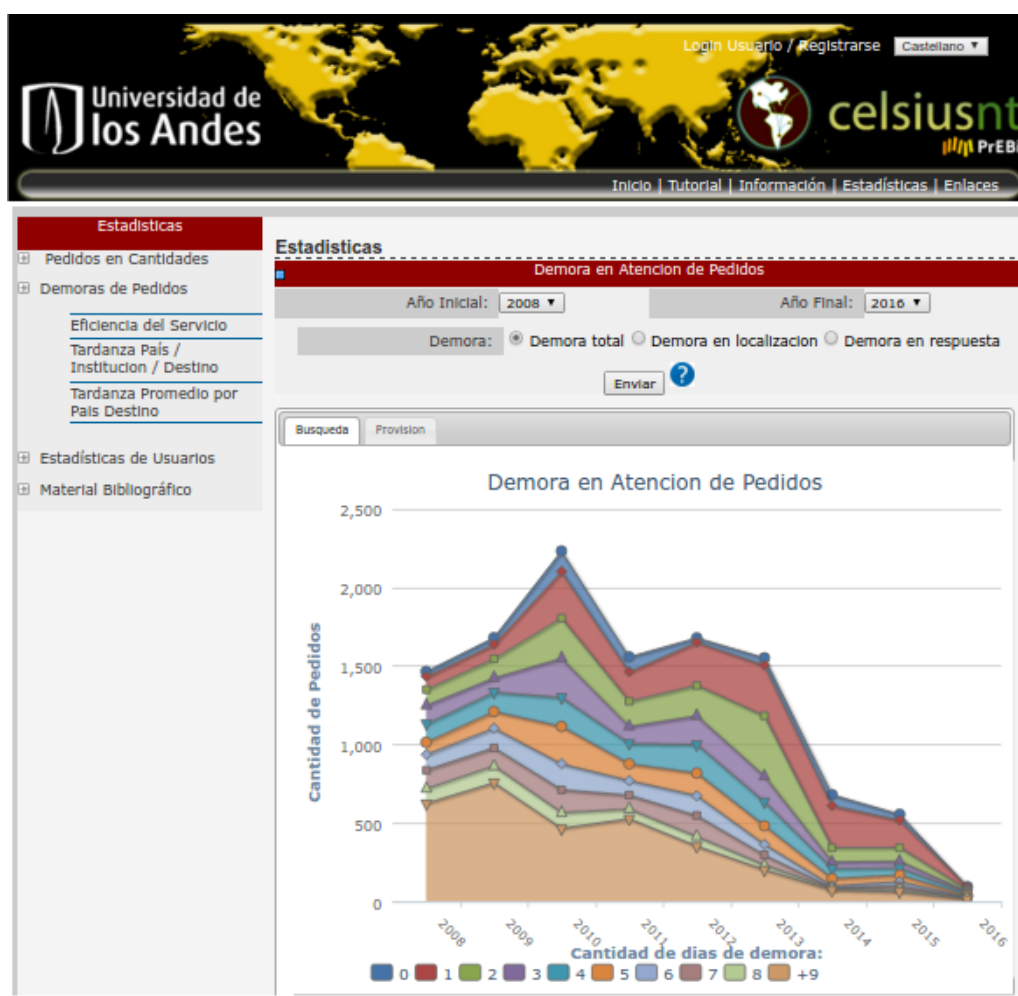 Login Usuario / Registrarse Castellano
Universidad de
los Andes
celsiusnt
PrEBi
Inicio | Tutorial | Información | Estadísticas | Enlaces
Estadisticas
Pedidos en Cantidades
Demoras de Pedidos
Eficiencia del Servicio
Tardanza País /
Institucion / Destino
Tardanza Promedio por
Pais Destino
Estadísticas de Usuarios
Material Bibliográfico
Estadisticas
Demora en Atencion de Pedidos
Año Inicial: 2008 Año Final: 2016
Demora: Demora total Demora en localizacion Demora en respuesta
Enviar ?
Busqueda Provision
Demora en Atencion de Pedidos
Cantidad de Pedidos
2,500
2,000
1,500
1,000
500
0
2008 2009 2010 2011 2012 2013 2014 2015 2016
Cantidad de dias de demora:
0 1 2 3 4 5 6 7 8 +9